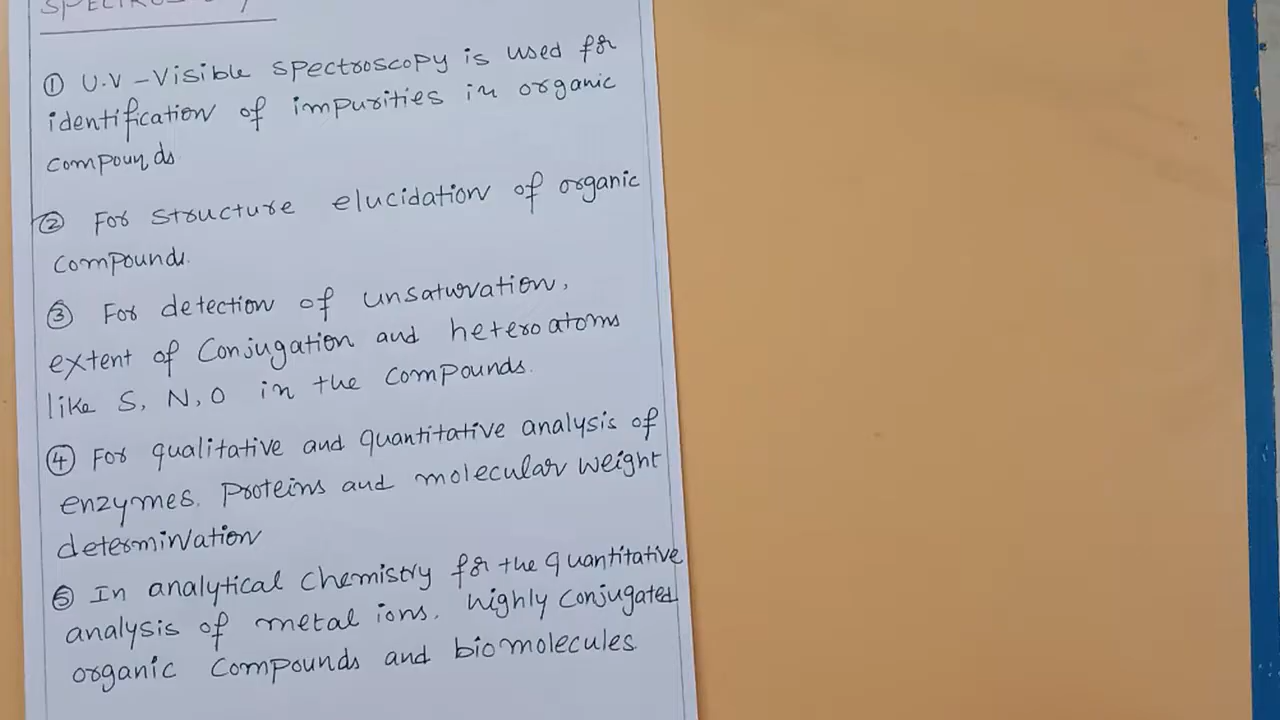 ① U.V - Visible spectroscopy is used for
identification of impurities in organic
compounds.
② For structure elucidation of organic
compounds.
③ For detection of unsaturation,
extent of Conjugation and hetero atoms
like S, N, O in the compounds.
④ For qualitative and quantitative analysis of
enzymes, Proteins and molecular weight
determination
⑤ In analytical chemistry for the quantitative
analysis of metal ions, highly conjugated
organic compounds and biomolecules.